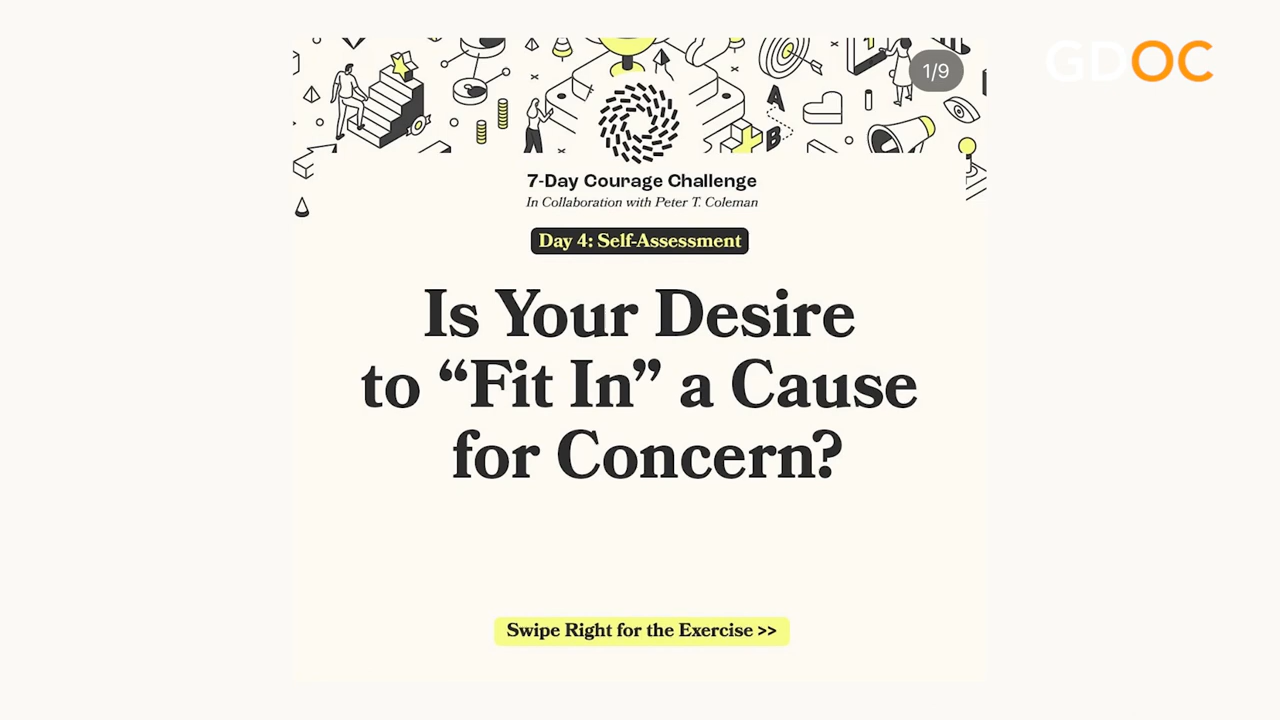 GDOC
1/9
A
B
7-Day Courage Challenge
In Collaboration with Peter T. Coleman
Day 4: Self-Assessment
Is Your Desire
to “Fit In” a Cause
for Concern?
Swipe Right for the Exercise >>